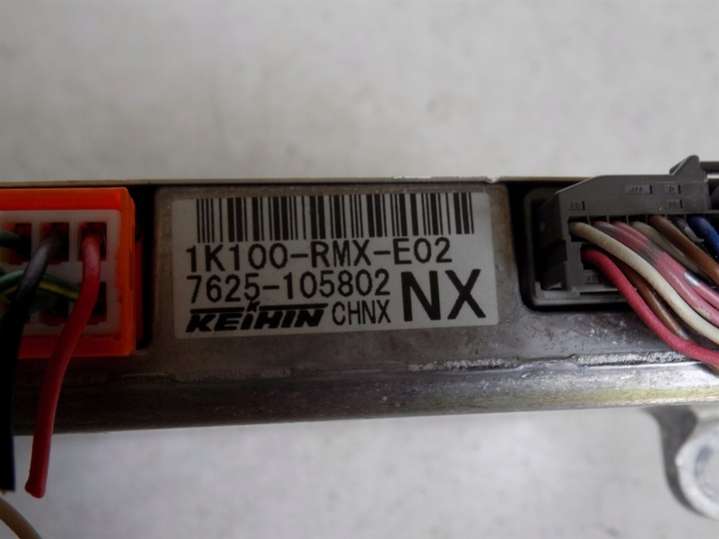 1K100-RMX-E02
7625-105802
KEIHIN CHNX NX